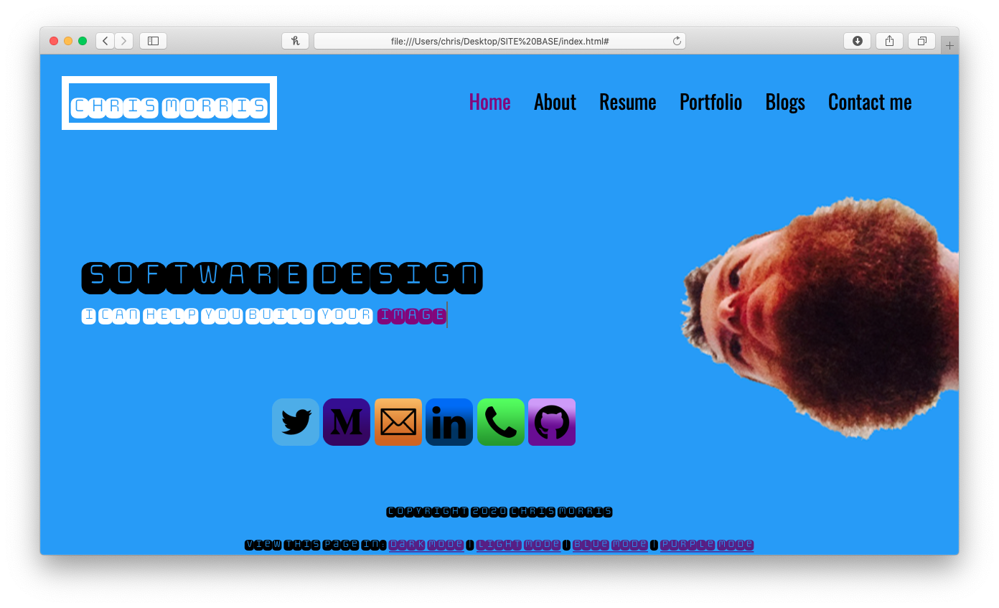 file:///Users/chris/Desktop/SITE%20BASE/index.html#
CHRIS MORRIS
Home About Resume Portfolio Blogs Contact me
SOFTWARE DESIGN
I CAN HELP YOU BUILD YOUR IMAGE
M in
COPYRIGHT 2020 CHRIS MORRIS
VIEW THIS PAGE IN: DARK MODE | LIGHT MODE | BLUE MODE | PURPLE MODE